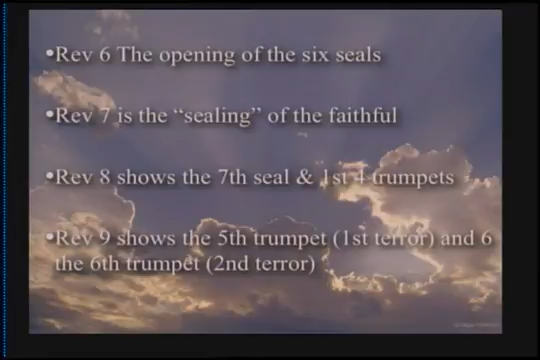 •Rev 6 The opening of the six seals
•Rev 7 is the “sealing” of the faithful
•Rev 8 shows the 7th seal & 1st 4 trumpets
•Rev 9 shows the 5th trumpet (1st terror) and 6
the 6th trumpet (2nd terror)